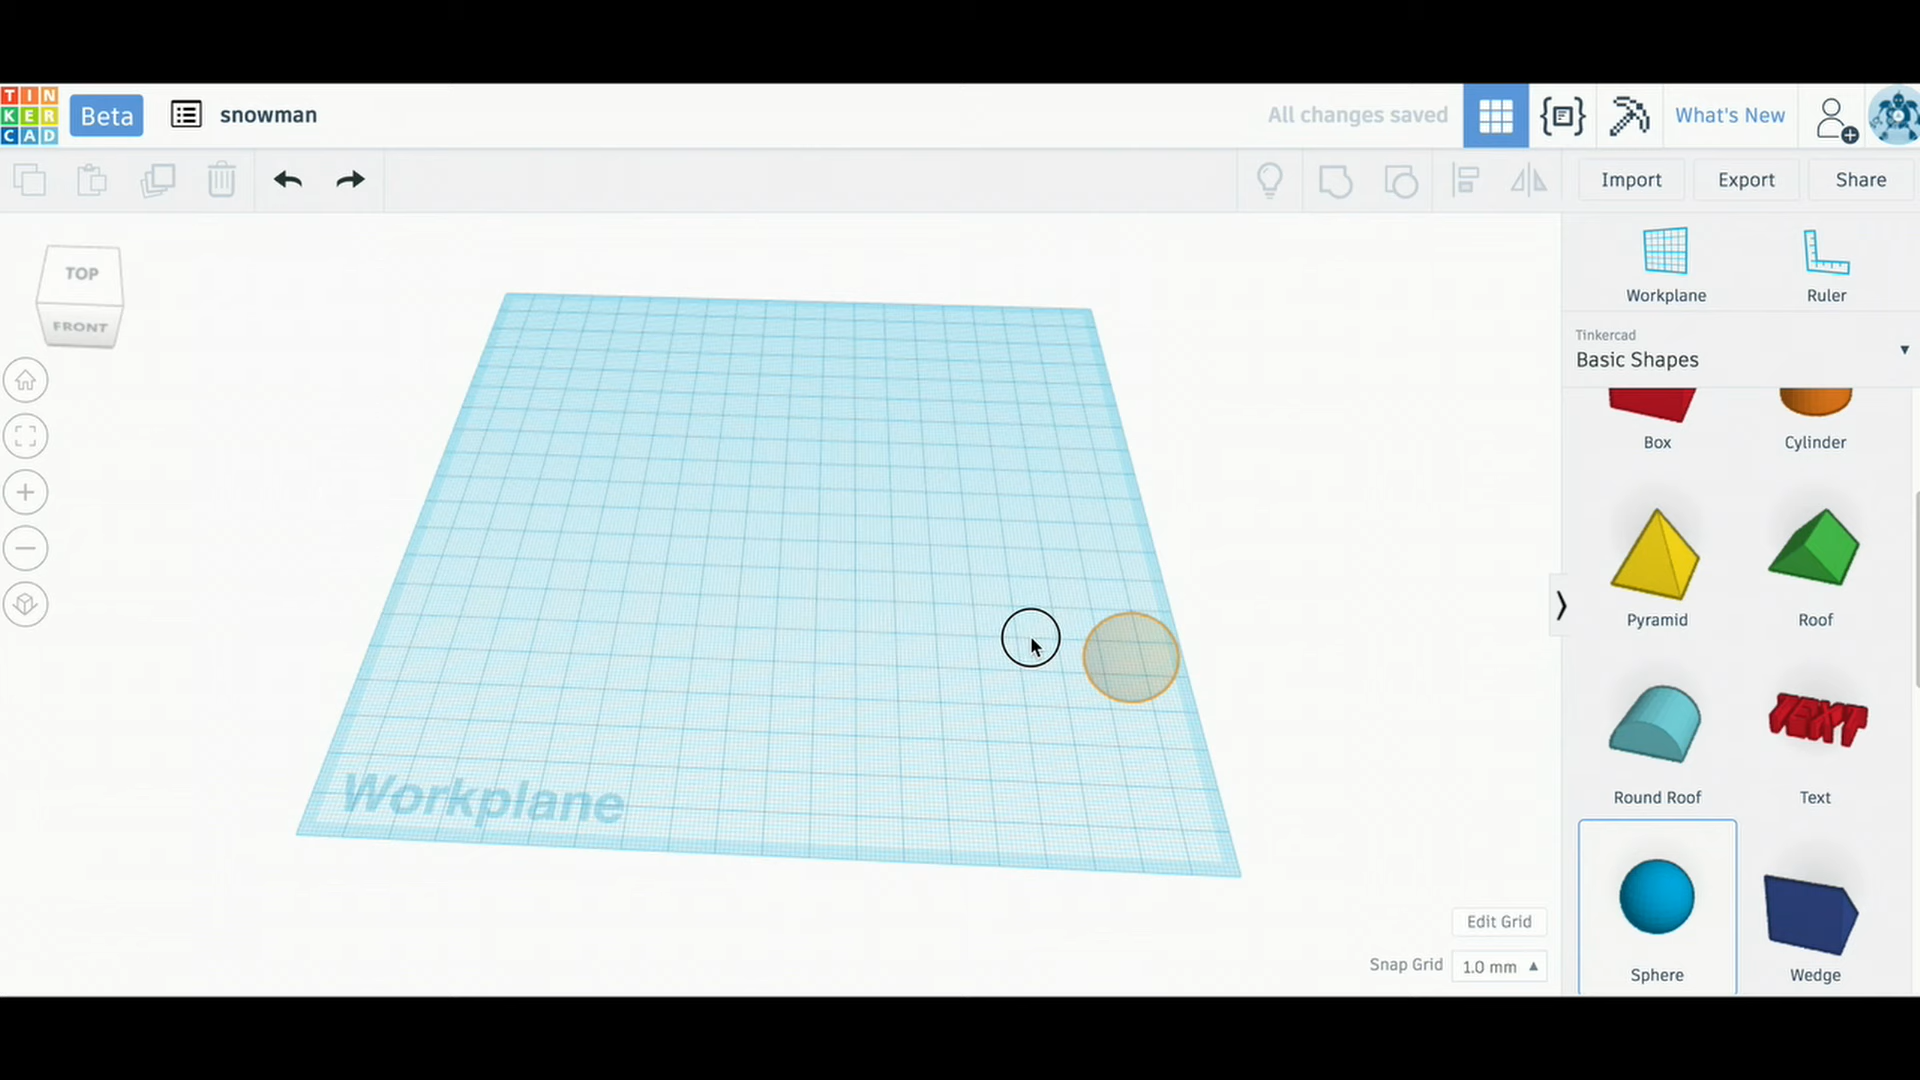 TIN
KER
CAD
Beta
snowman
All changes saved
What's New
Import
Export
Share
TOP
FRONT
Workplane
Ruler
Tinkercad
Basic Shapes
Box
Cylinder
Pyramid
Roof
Round Roof
Text
TEXT
Sphere
Wedge
Workplane
Edit Grid
Snap Grid
1.0 mm